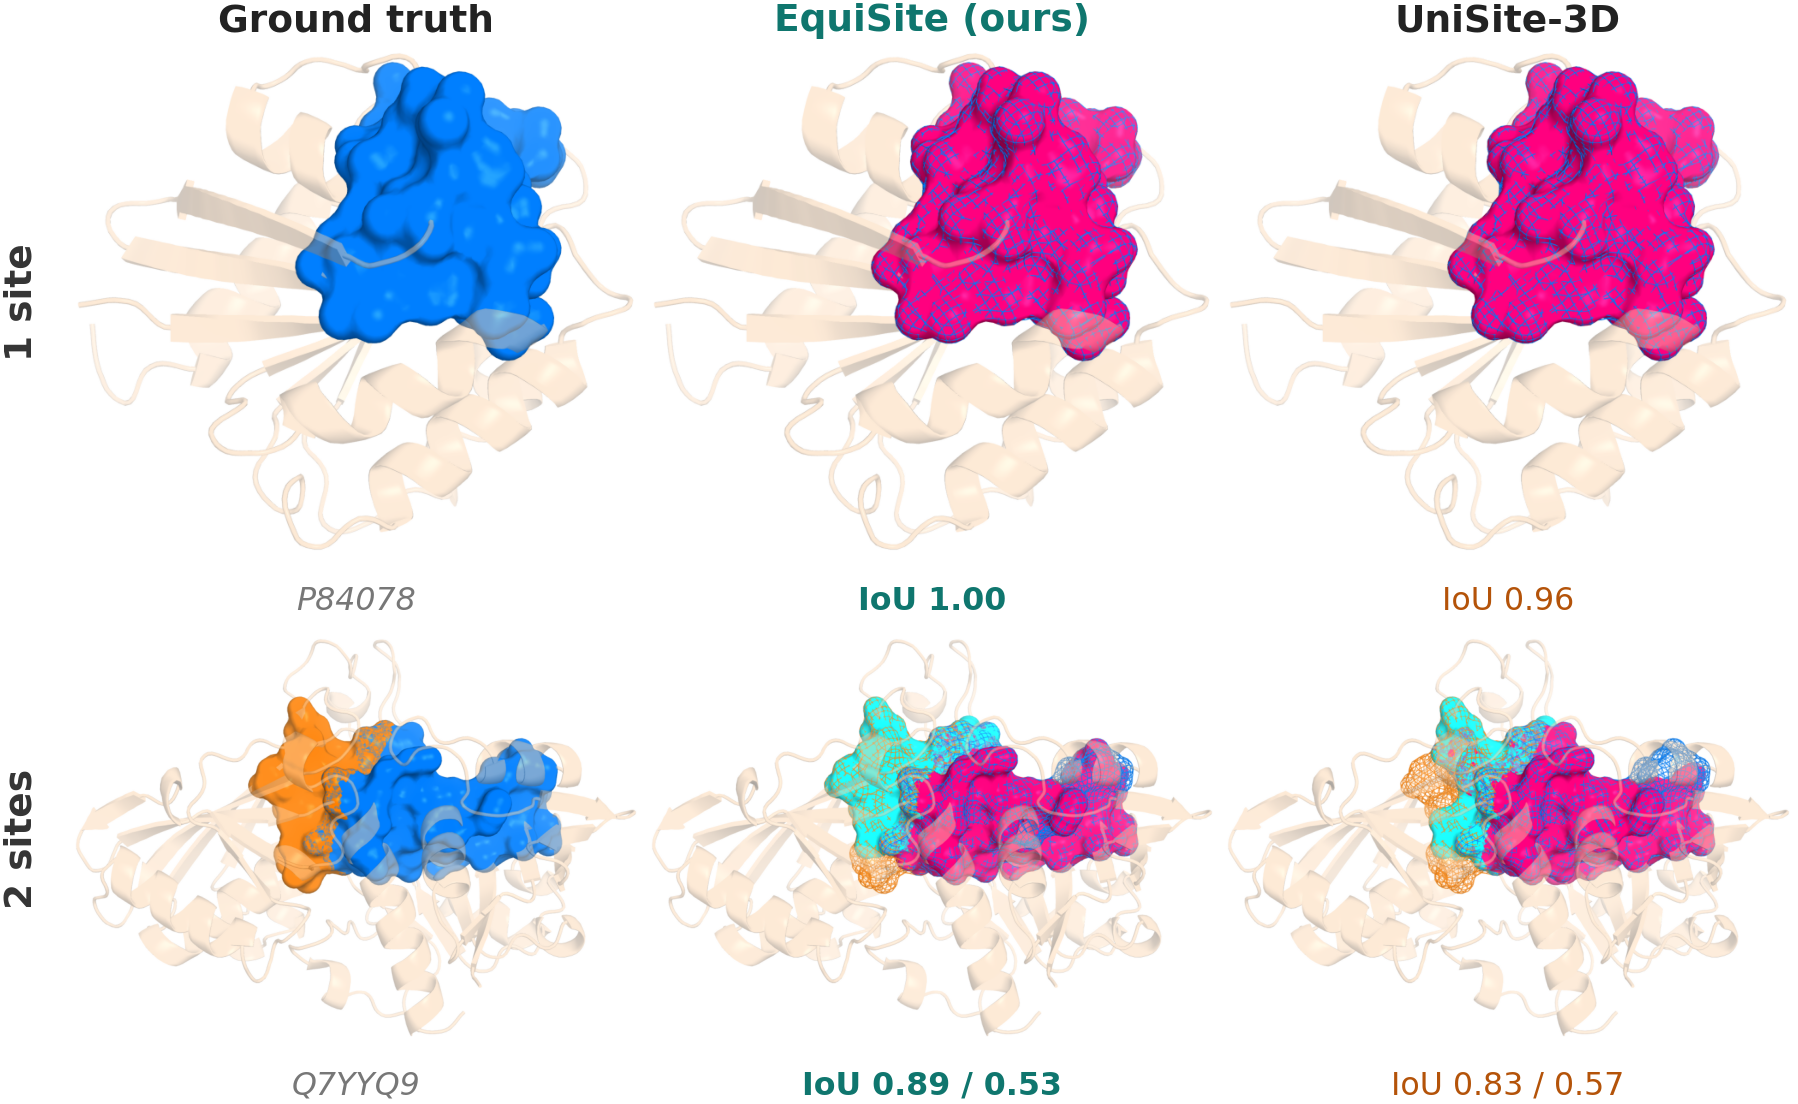 Ground truth
EquiSite (ours)
UniSite-3D
1 site
P84078
IoU 1.00
IoU 0.96
2 sites
Q7YYQ9
IoU 0.89 / 0.53
IoU 0.83 / 0.57